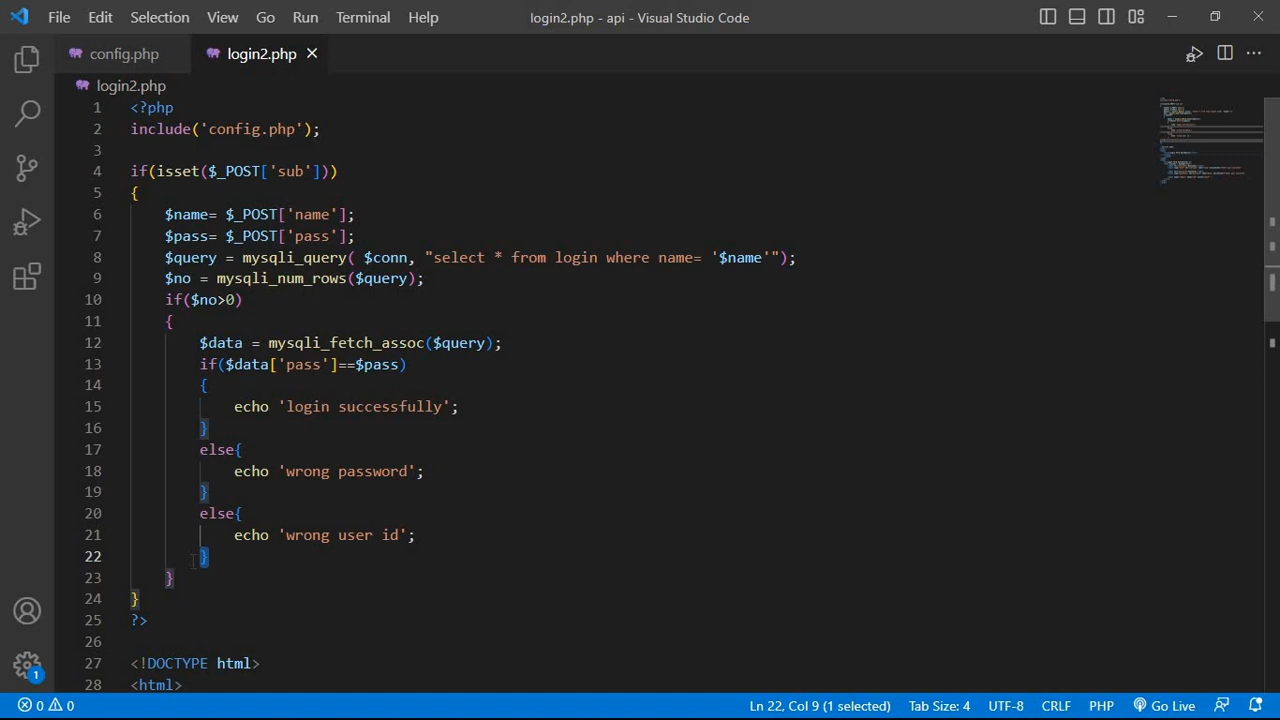 File Edit Selection View Go Run Terminal Help login2.php - api - Visual Studio Code
config.php login2.php
login2.php
1 <?php
2 include('config.php');
3
4 if(isset($_POST['sub']))
5 {
6 $name= $_POST['name'];
7 $pass= $_POST['pass'];
8 $query = mysqli_query( $conn, "select * from login where name= '$name'");
9 $no = mysqli_num_rows($query);
10 if($no>0)
11 {
12 $data = mysqli_fetch_assoc($query);
13 if($data['pass']==$pass)
14 {
15 echo 'login successfully';
16 }
17 else{
18 echo 'wrong password';
19 }
20 else{
21 echo 'wrong user id';
22 }
23 }
24 }
25 ?>
26
27 <!DOCTYPE html>
28 <html>
1
0 0 Ln 22, Col 9 (1 selected) Tab Size: 4 UTF-8 CRLF PHP Go Live